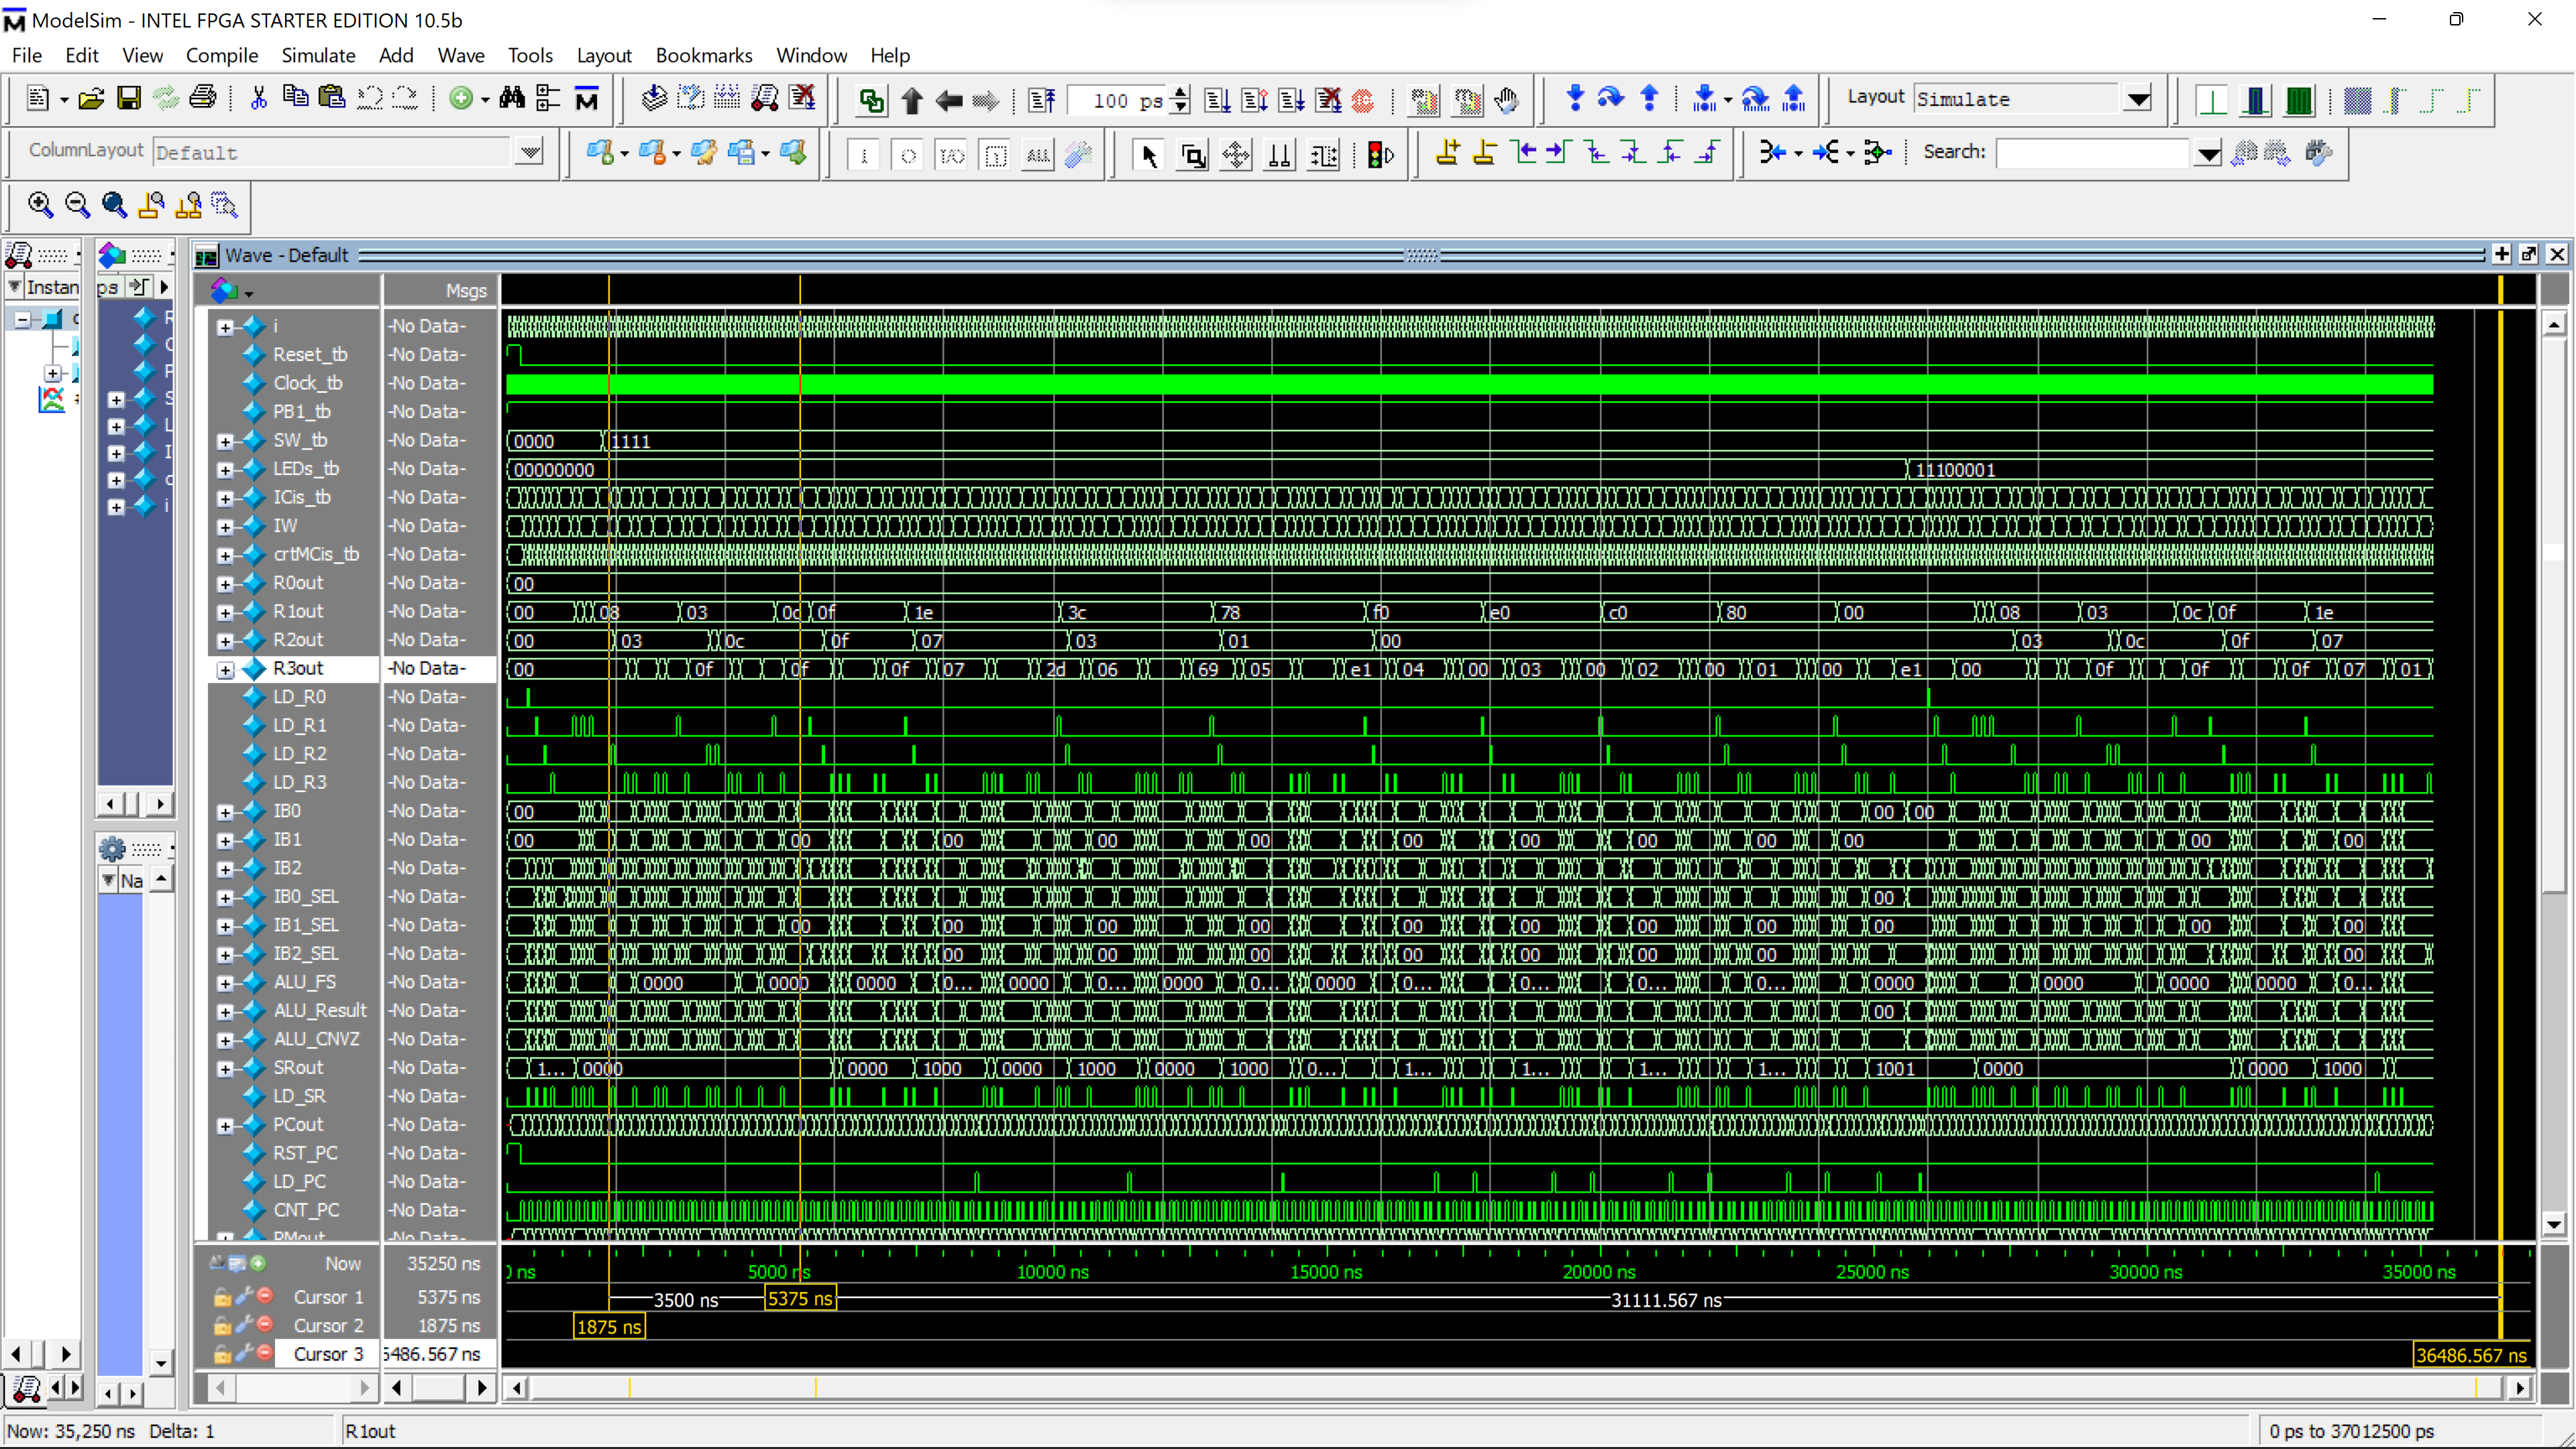 ModelSim - INTEL FPGA STARTER EDITION 10.5b
File Edit View Compile Simulate Add Wave Tools Layout Bookmarks Window Help
100 ps Layout Simulate
ColumnLayout Default I/O ALL Search:
Wave - Default
Instan ps Msgs
i -No Data-
Reset_tb -No Data-
Clock_tb -No Data-
PB1_tb -No Data-
SW_tb -No Data- 0000 1111
LEDs_tb -No Data- 00000000 11100001
ICis_tb -No Data-
IW -No Data-
crtMCis_tb -No Data-
R0out -No Data- 00
R1out -No Data- 00 08 03 0c 0f 1e 3c 78 f0 e0 c0 80 00 08 03 0c 0f 1e
R2out -No Data- 00 03 0c 0f 07 03 01 00 03 0c 0f 07
R3out -No Data- 00 0f 0f 0f 07 2d 06 69 05 e1 04 00 03 00 02 00 01 00 e1 00 0f 0f 0f 07 01
LD_R0 -No Data-
LD_R1 -No Data-
LD_R2 -No Data-
LD_R3 -No Data-
IB0 -No Data- 00 00 00
IB1 -No Data- 00 00 00 00 00 00 00 00 00 00 00 00
IB2 -No Data-
IB0_SEL -No Data- 00
IB1_SEL -No Data- 00 00 00 00 00 00 00 00 00 00 00
IB2_SEL -No Data- 00 00 00 00 00 00 00 00
ALU_FS -No Data- 0000 0000 0000 0... 0000 0... 0000 0... 0000 0... 0... 0... 0... 0000 0000 0000 0000 0...
ALU_Result -No Data- 00
ALU_CNVZ -No Data-
SRout -No Data- 1... 0000 0000 1000 0000 1000 0000 1000 0... 1... 1... 1... 1... 1001 0000 0000 1000
LD_SR -No Data-
PCout -No Data-
RST_PC -No Data-
LD_PC -No Data-
CNT_PC -No Data-
PMout -No Data-
Na
Now 35250 ns 0 ns 5000 ns 10000 ns 15000 ns 20000 ns 25000 ns 30000 ns 35000 ns
Cursor 1 5375 ns 3500 ns 5375 ns 31111.567 ns
Cursor 2 1875 ns 1875 ns
Cursor 3 5486.567 ns 36486.567 ns
Now: 35,250 ns Delta: 1 R1out 0 ps to 37012500 ps